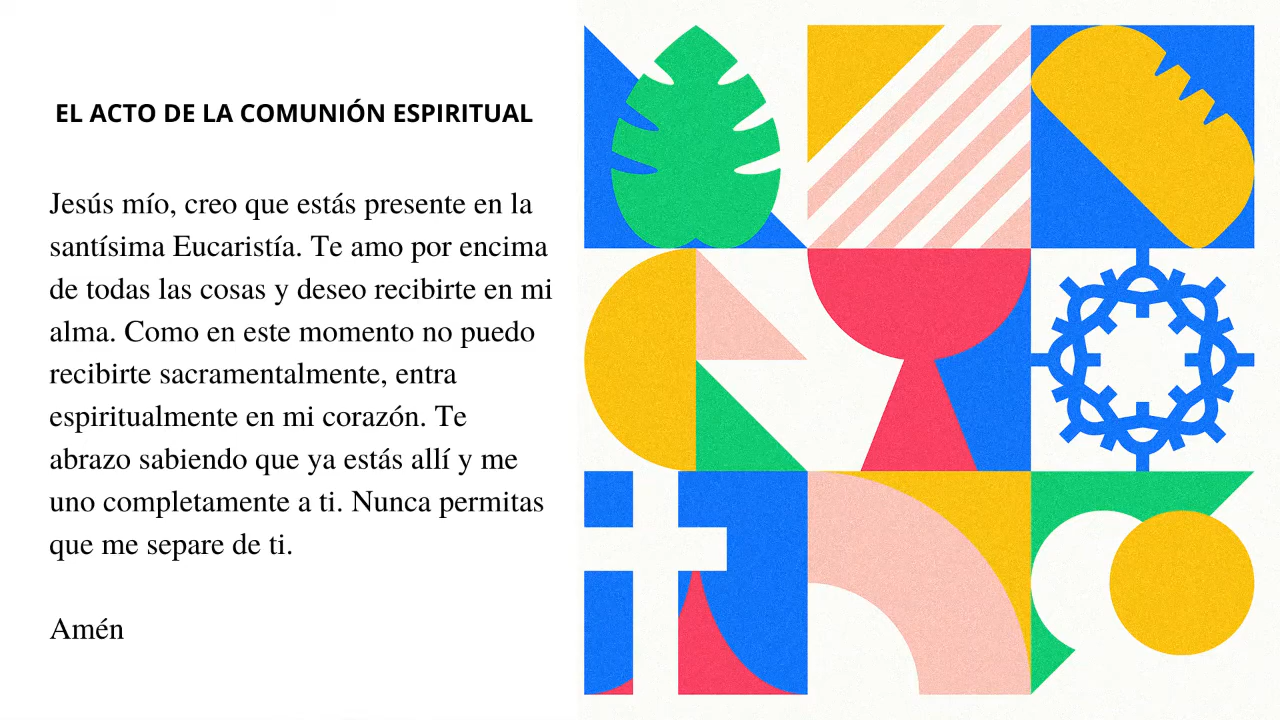 EL ACTO DE LA COMUNIÓN ESPIRITUAL
Jesús mío, creo que estás presente en la
santísima Eucaristía. Te amo por encima
de todas las cosas y deseo recibirte en mi
alma. Como en este momento no puedo
recibirte sacramentalmente, entra
espiritualmente en mi corazón. Te
abrazo sabiendo que ya estás allí y me
uno completamente a ti. Nunca permitas
que me separe de ti.
Amén